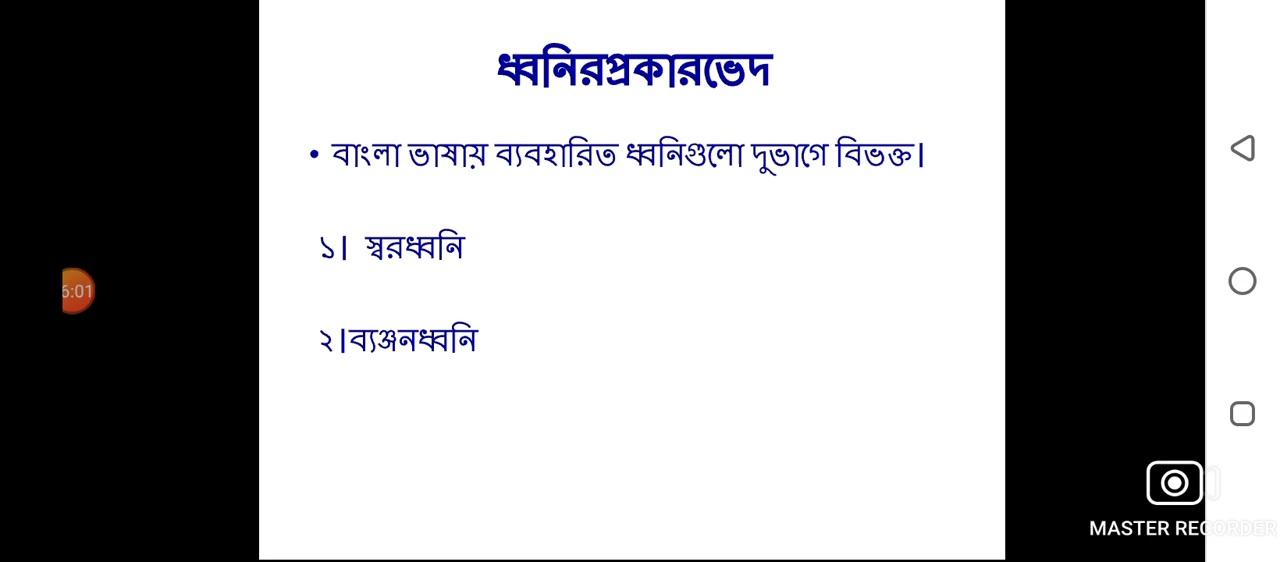 ধ্বনিরপ্রকারভেদ
• বাংলা ভাষায় ব্যবহারিত ধ্বনিগুলো দুভাগে বিভক্ত।
১। স্বরধ্বনি
6:01
২।ব্যঞ্জনধ্বনি
MASTER RECORDER